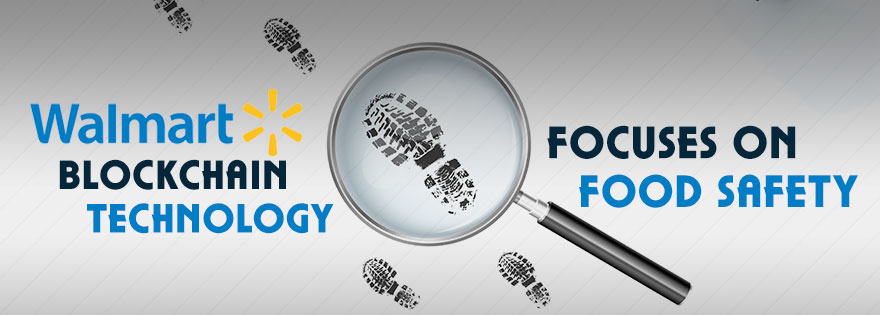 Walmart
BLOCKCHAIN
TECHNOLOGY
FOCUSES ON
FOOD SAFETY